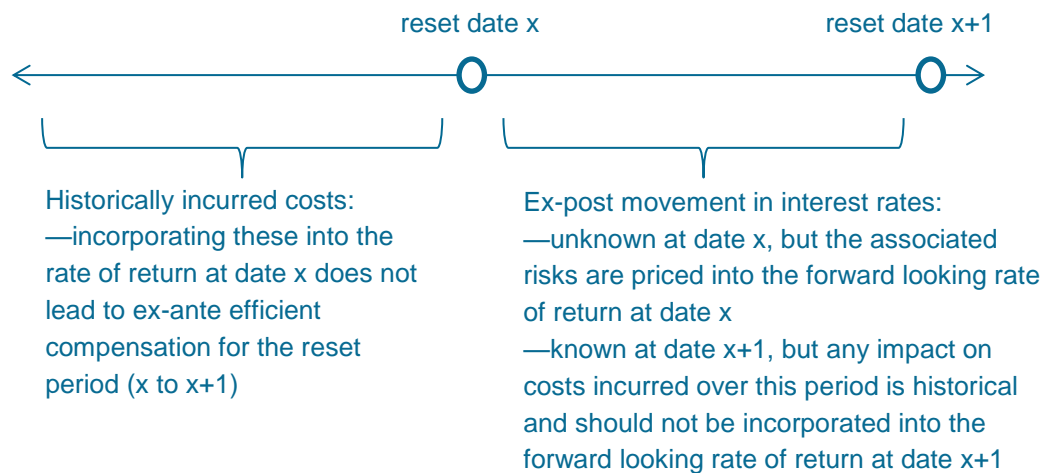 reset date x
reset date x+1
Historically incurred costs:
—incorporating these into the
rate of return at date x does not
lead to ex-ante efficient
compensation for the reset
period (x to x+1)
Ex-post movement in interest rates:
—unknown at date x, but the associated
risks are priced into the forward looking rate
of return at date x
—known at date x+1, but any impact on
costs incurred over this period is historical
and should not be incorporated into the
forward looking rate of return at date x+1